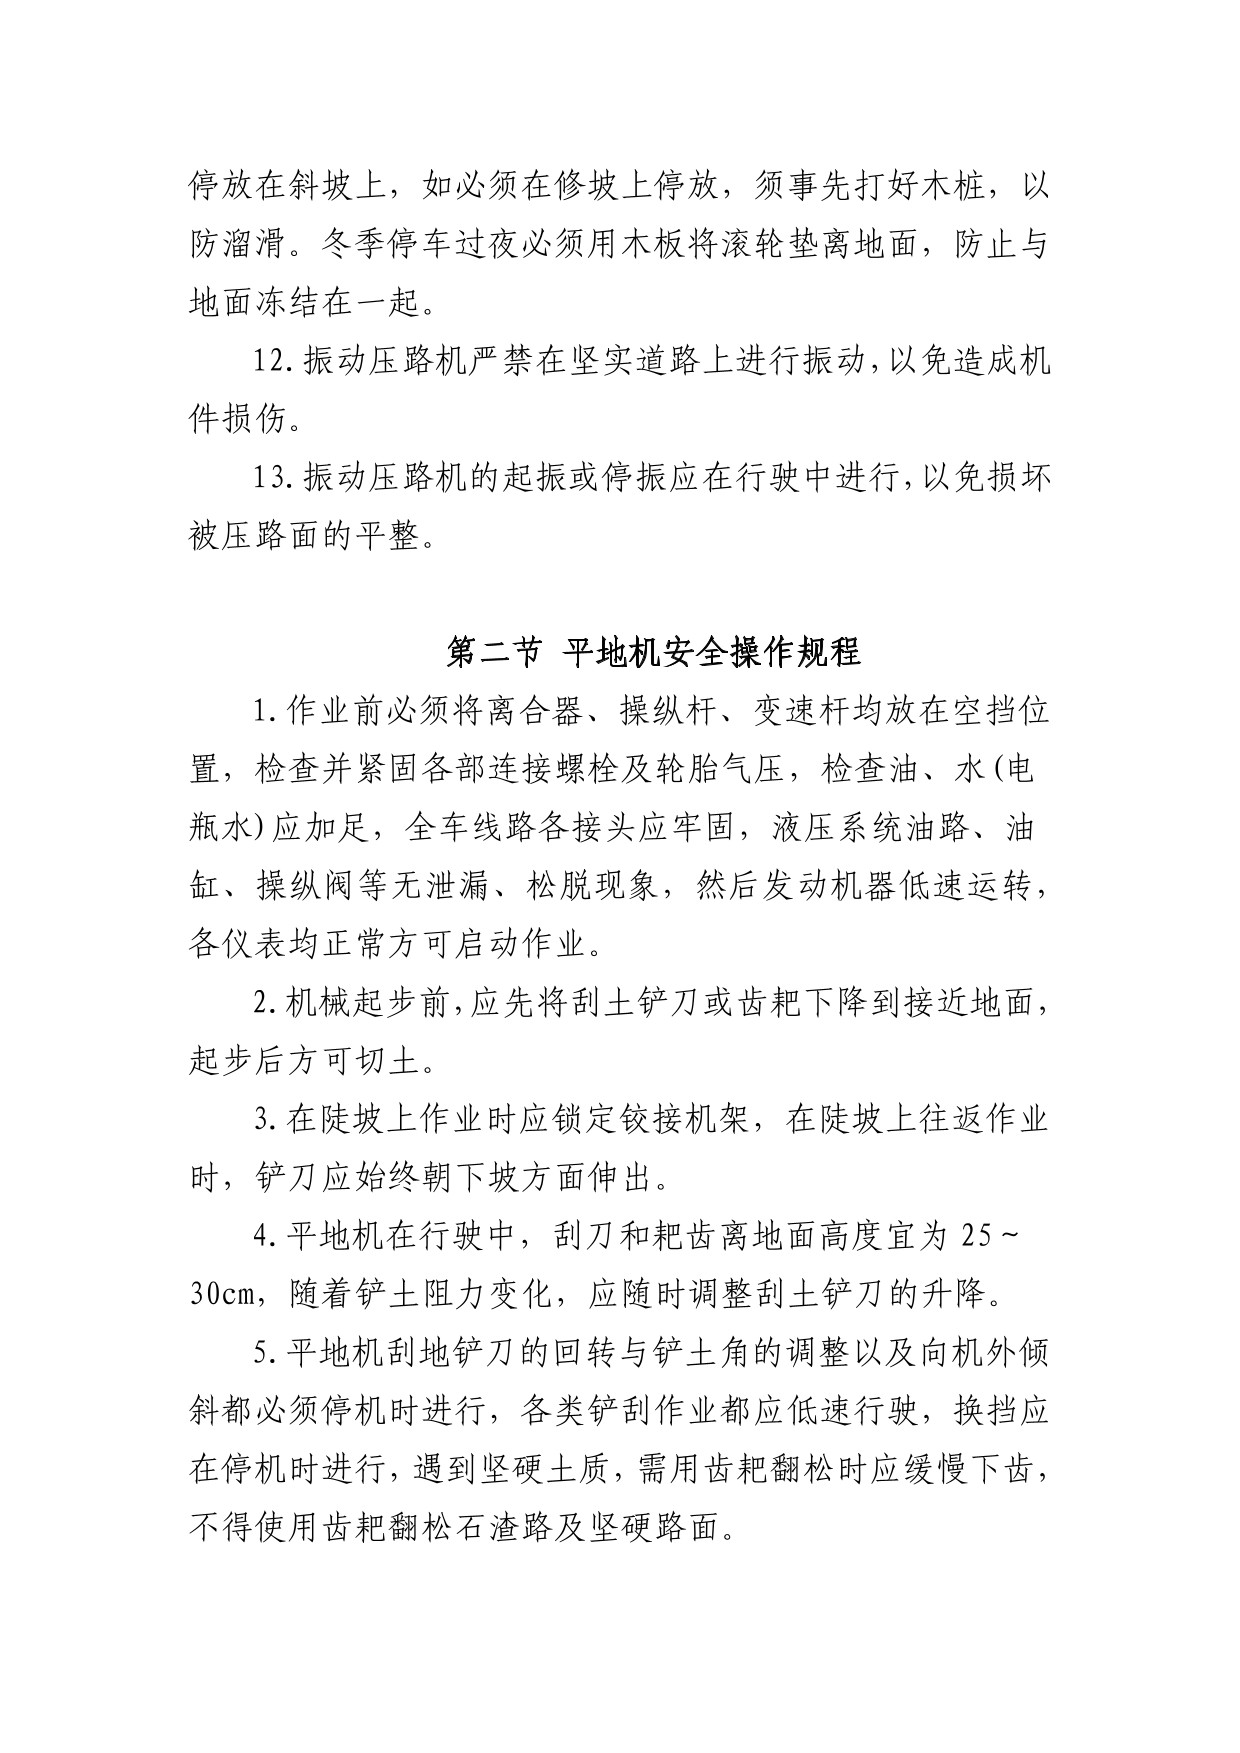 停放在斜坡上，如必须在修坡上停放，须事先打好木桩，以
防溜滑。冬季停车过夜必须用木板将滚轮垫离地面，防止与
地面冻结在一起。
12.振动压路机严禁在坚实道路上进行振动,以免造成机
件损伤。
13.振动压路机的起振或停振应在行驶中进行,以免损坏
被压路面的平整。
第二节 平地机安全操作规程
1.作业前必须将离合器、操纵杆、变速杆均放在空挡位
置，检查并紧固各部连接螺栓及轮胎气压，检查油、水(电
瓶水)应加足，全车线路各接头应牢固，液压系统油路、油
缸、操纵阀等无泄漏、松脱现象，然后发动机器低速运转，
各仪表均正常方可启动作业。
2.机械起步前,应先将刮土铲刀或齿耙下降到接近地面，
起步后方可切土。
3.在陡坡上作业时应锁定铰接机架，在陡坡上往返作业
时，铲刀应始终朝下坡方面伸出。
4.平地机在行驶中，刮刀和耙齿离地面高度宜为 25～
30cm，随着铲土阻力变化，应随时调整刮土铲刀的升降。
5.平地机刮地铲刀的回转与铲土角的调整以及向机外倾
斜都必须停机时进行，各类铲刮作业都应低速行驶，换挡应
在停机时进行，遇到坚硬土质，需用齿耙翻松时应缓慢下齿，
不得使用齿耙翻松石渣路及坚硬路面。